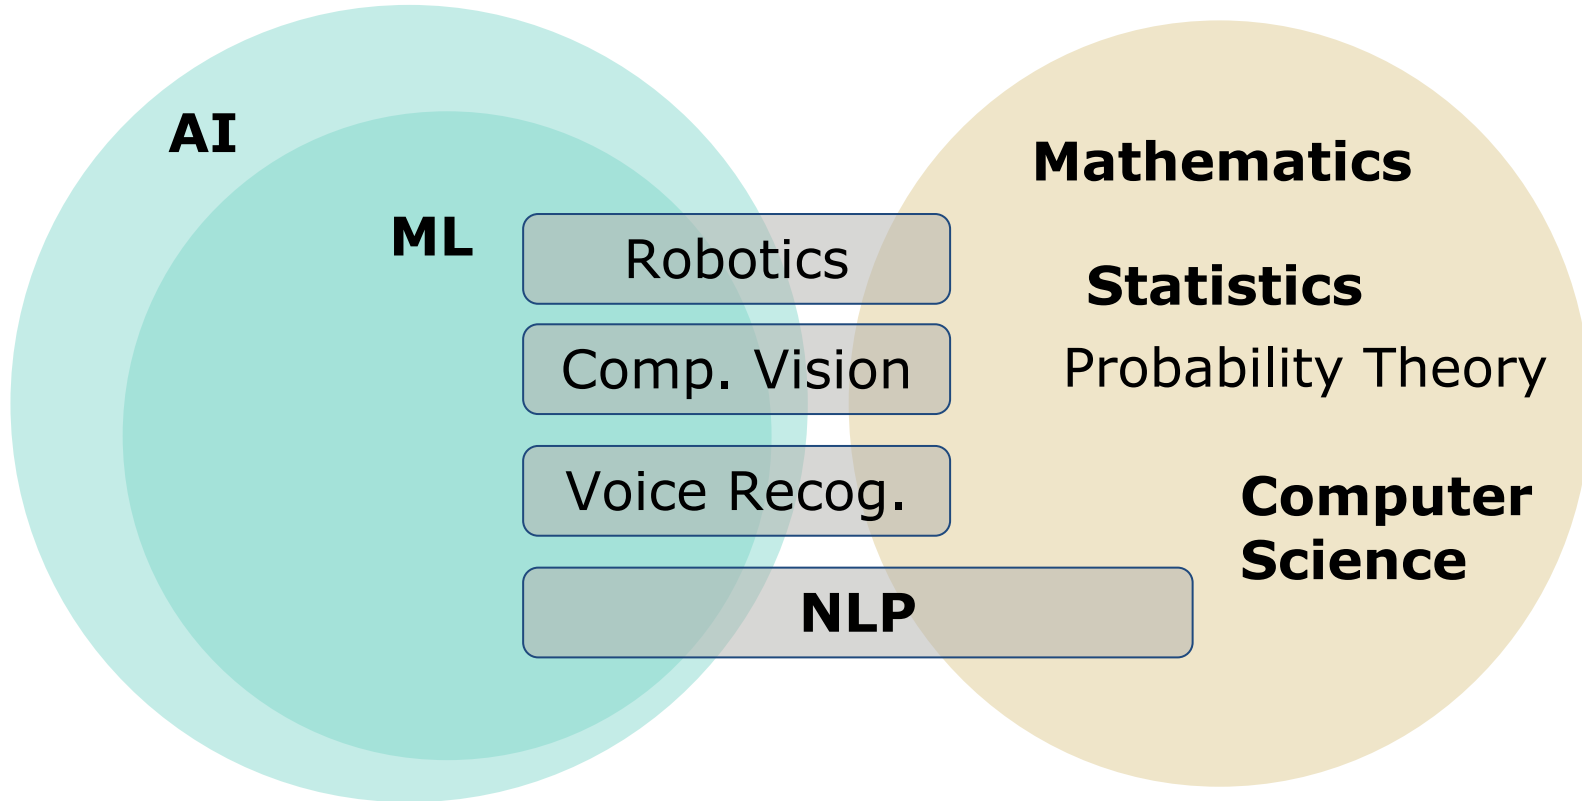 AI
ML
Robotics
Comp. Vision
Voice Recog.
NLP
Mathematics
Statistics
Probability Theory
Computer
Science